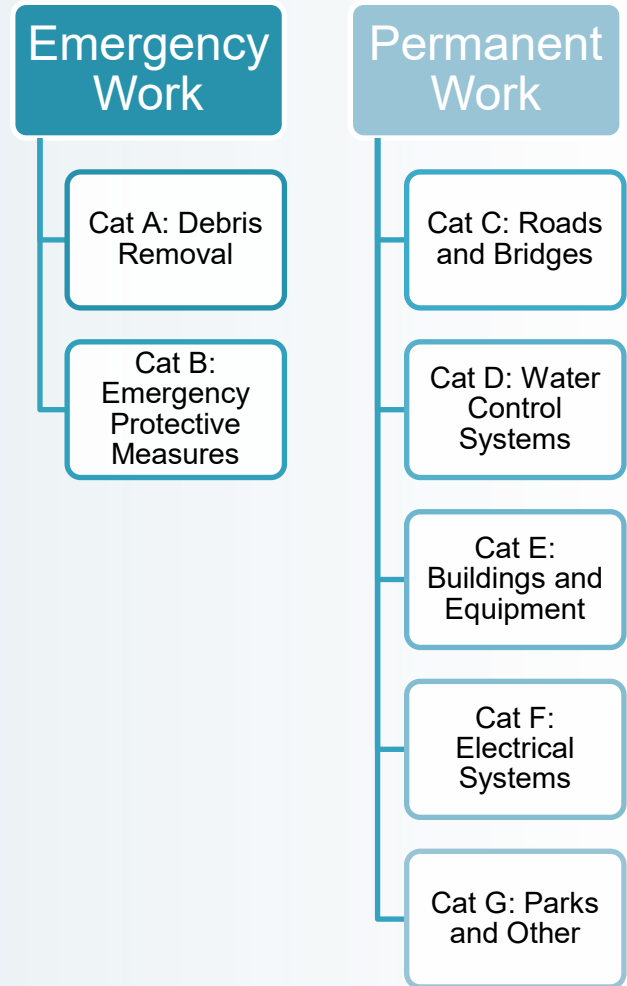 Emergency
Work
Cat A: Debris
Removal
Cat B:
Emergency
Protective
Measures
Permanent
Work
Cat C: Roads
and Bridges
Cat D: Water
Control
Systems
Cat E:
Buildings and
Equipment
Cat F:
Electrical
Systems
Cat G: Parks
and Other